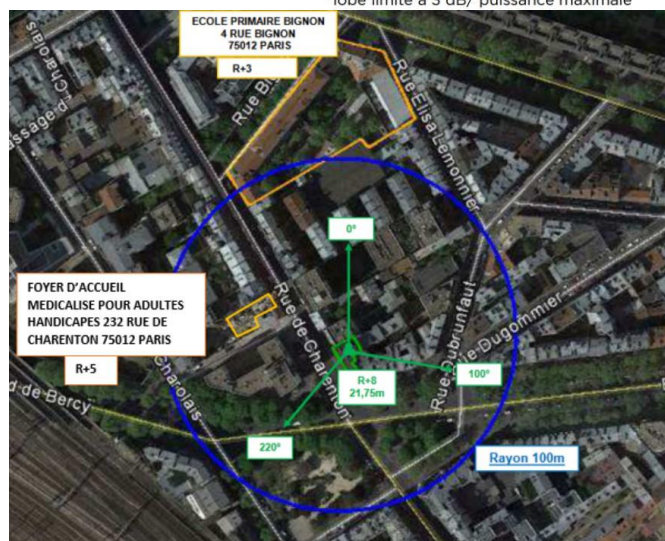 lobe limité à 3 dB/ puissance maximale
ECOLE PRIMAIRE BIGNON
4 RUE BIGNON
75012 PARIS
R+3
Charolais
Rue Bi
Rue Elisa Lemonnier
0°
FOYER D'ACCUEIL
MEDICALISE POUR ADULTES
HANDICAPES 232 RUE DE
CHARENTON 75012 PARIS
R+5
Rue de Charenton
Rue Dubrunfaut
Dugommier
100°
R+8
21,75m
d de Bercy
Charolais
220°
Rayon 100m